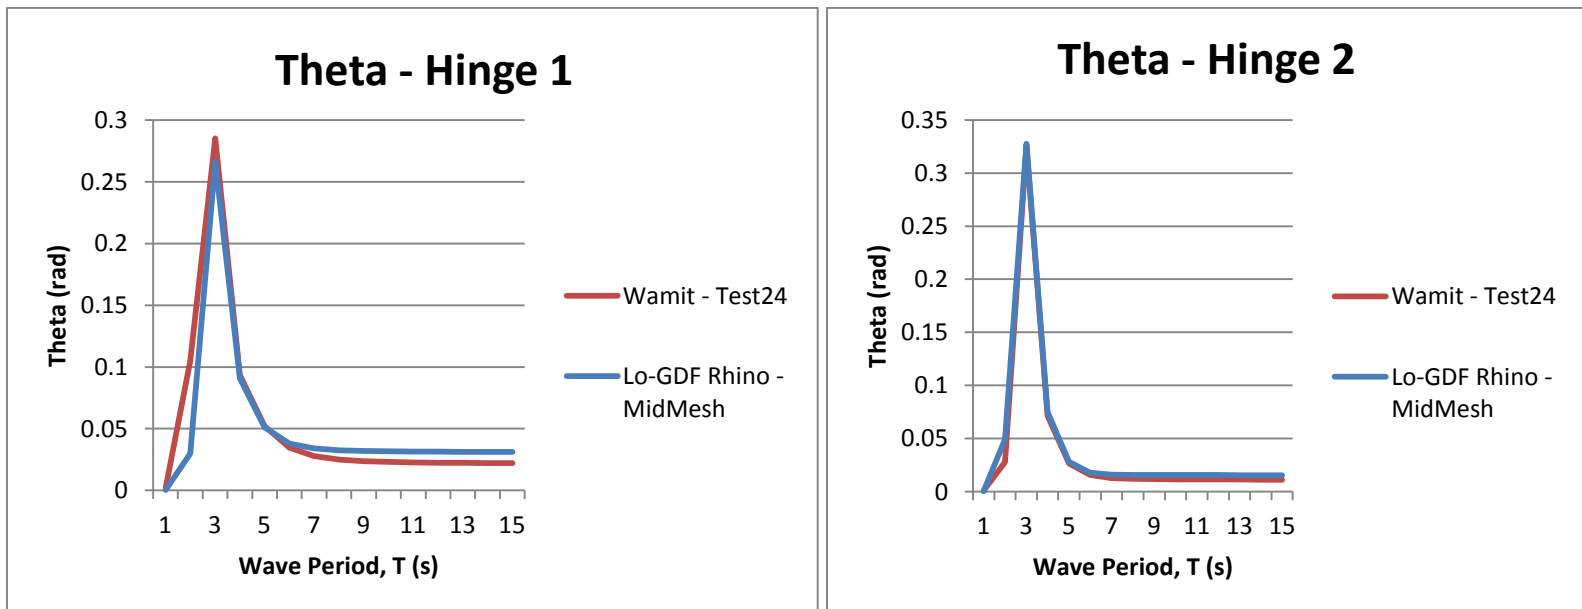 Theta - Hinge 1
0.3
0.25
0.2
0.15
0.1
0.05
0
Theta (rad)
1 3 5 7 9 11 13 15
Wave Period, T (s)
Wamit - Test24
Lo-GDF Rhino -
MidMesh
Theta - Hinge 2
0.35
0.3
0.25
0.2
0.15
0.1
0.05
0
Theta (rad)
1 3 5 7 9 11 13 15
Wave Period, T (s)
Wamit - Test24
Lo-GDF Rhino -
MidMesh